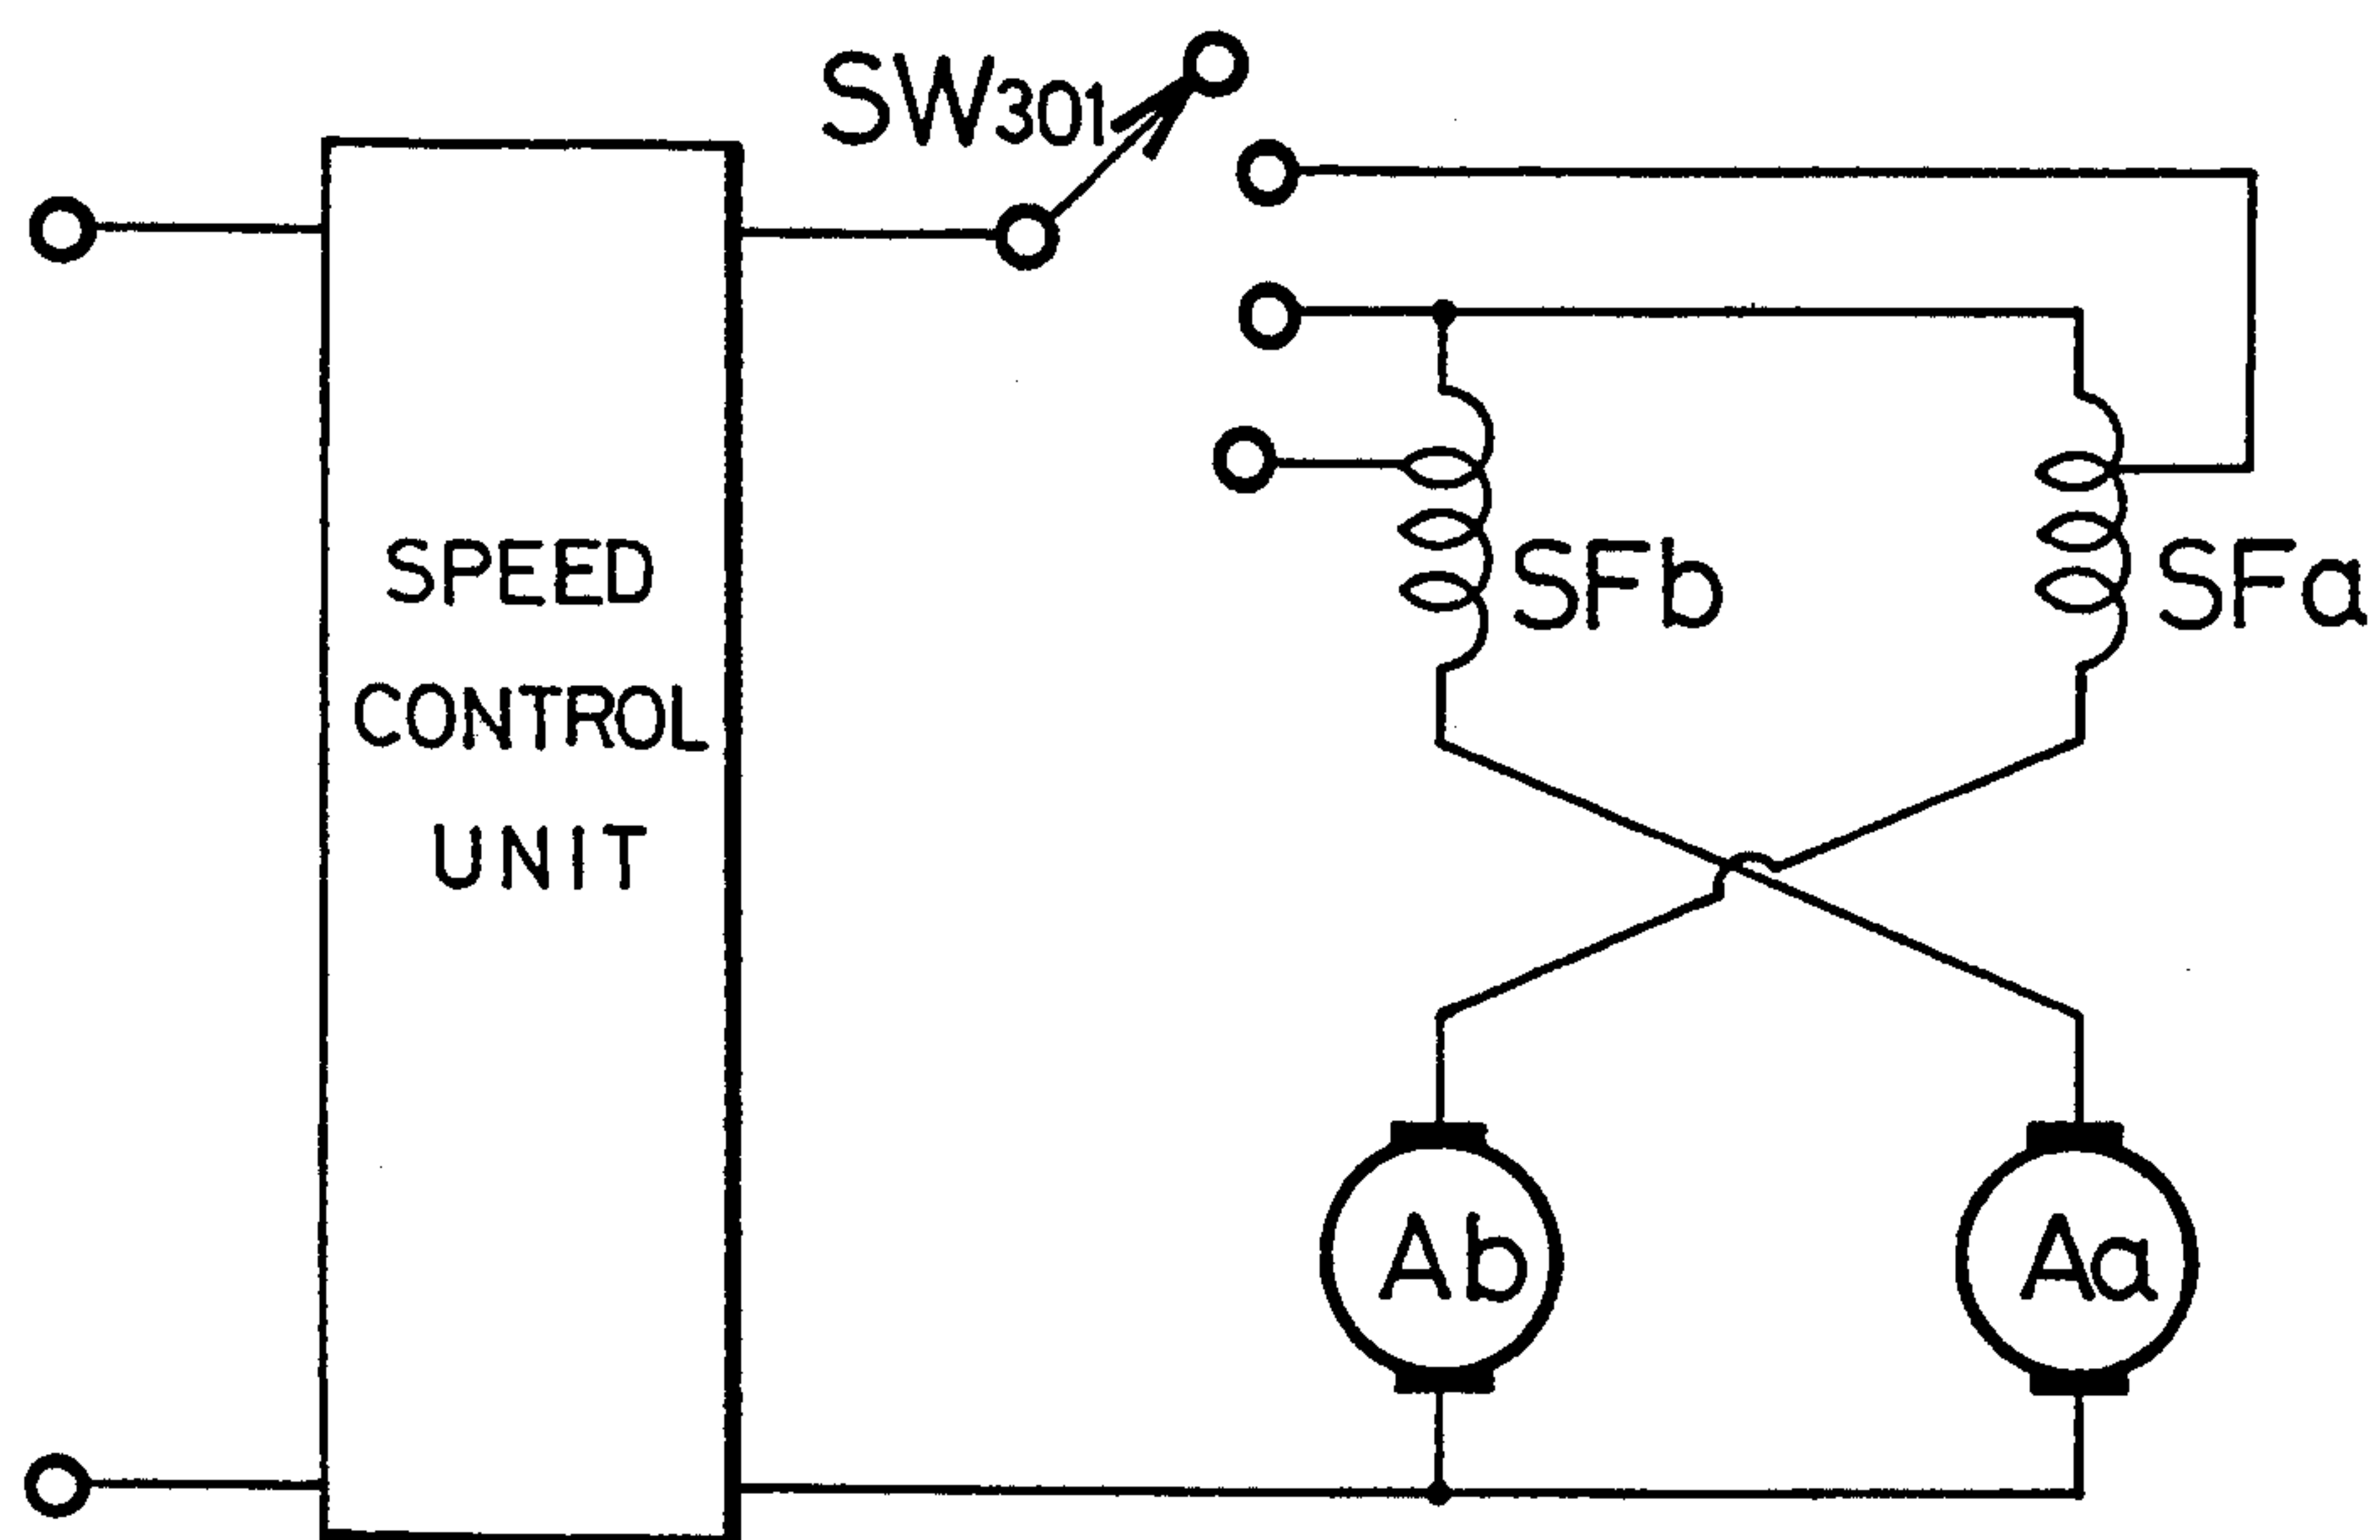 SW301
SPEED
CONTROL
UNIT
SFb
SFa
Ab
Aa